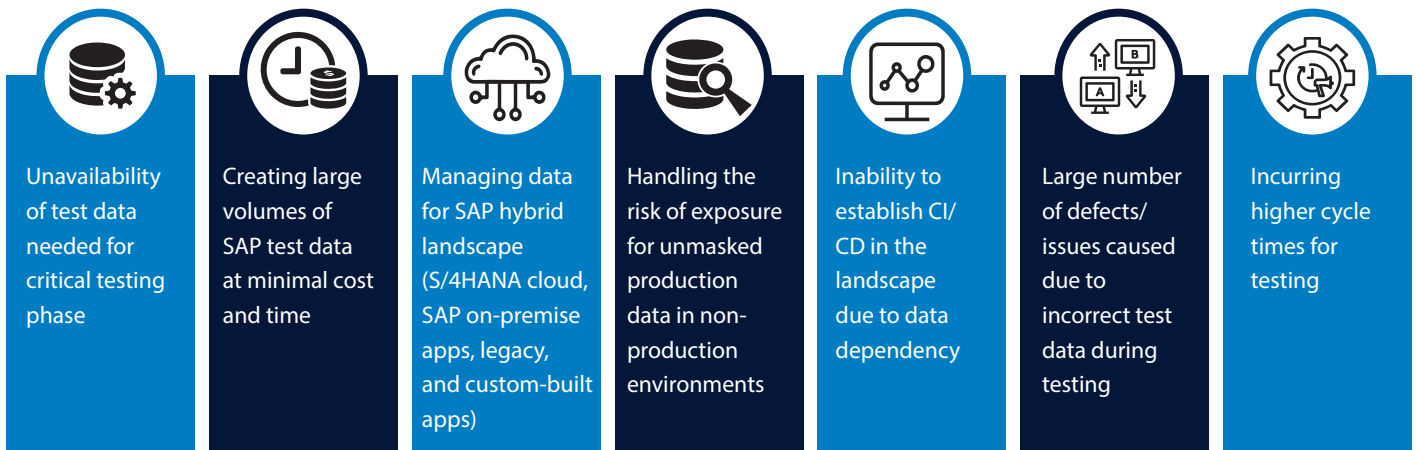 Unavailability
of test data
needed for
critical testing
phase
$
Creating large
volumes of
SAP test data
at minimal cost
and time
Managing data
for SAP hybrid
landscape
(S/4HANA cloud,
SAP on-premise
apps, legacy,
and custom-built
apps)
Handling the
risk of exposure
for unmasked
production
data in non-
production
environments
Inability to
establish CI/
CD in the
landscape
due to data
dependency
B
A
Large number
of defects/
issues caused
due to
incorrect test
data during
testing
Incurring
higher cycle
times for
testing